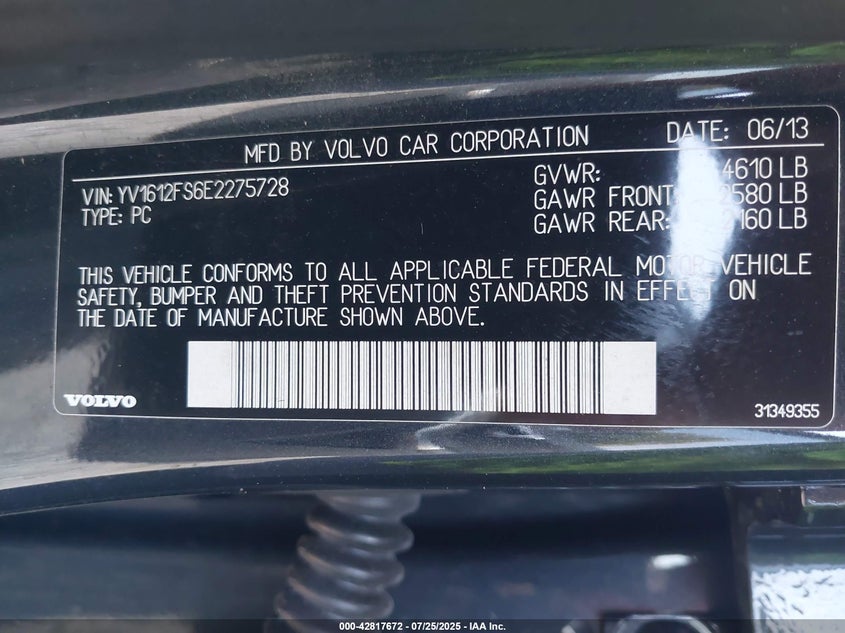 MFD BY VOLVO CAR CORPORATION DATE: 06/13
VIN: YV1612FS6E2275728 GVWR: 4610 LB
TYPE: PC GAWR FRONT: 2580 LB
GAWR REAR: 2160 LB
THIS VEHICLE CONFORMS TO ALL APPLICABLE FEDERAL MOTOR VEHICLE
SAFETY, BUMPER AND THEFT PREVENTION STANDARDS IN EFFECT ON
THE DATE OF MANUFACTURE SHOWN ABOVE.
VOLVO
31349355
000-42817672 - 07/25/2025 - IAA Inc.